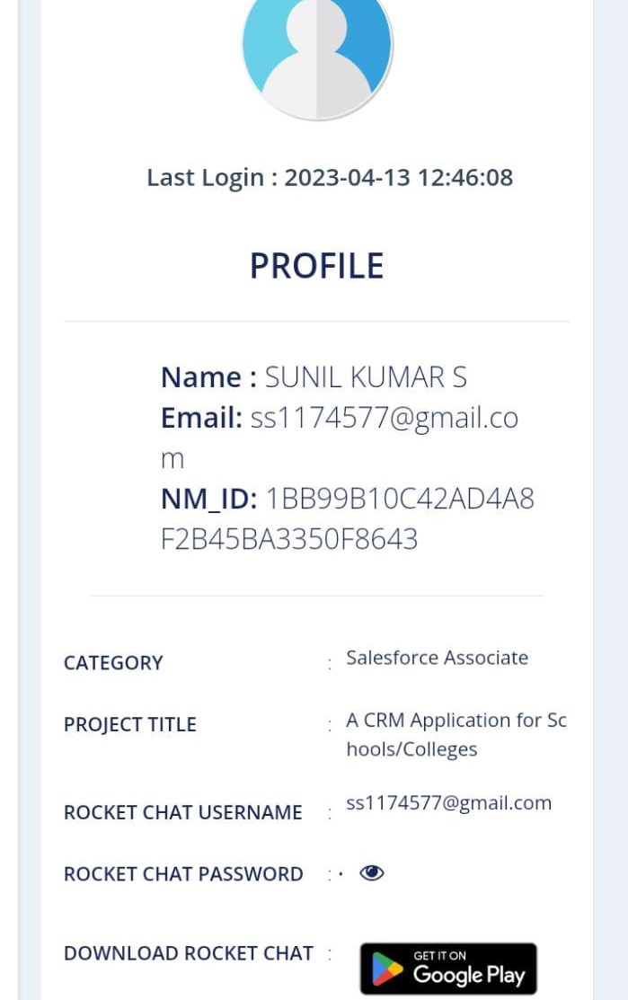 Last Login : 2023-04-13 12:46:08
PROFILE
Name : SUNIL KUMAR S
Email: ss1174577@gmail.co
m
NM_ID: 1BB99B10C42AD4A8
F2B45BA3350F8643
CATEGORY : Salesforce Associate
PROJECT TITLE : A CRM Application for Sc
hools/Colleges
ROCKET CHAT USERNAME : ss1174577@gmail.com
ROCKET CHAT PASSWORD : ·
DOWNLOAD ROCKET CHAT : GET IT ON
Google Play